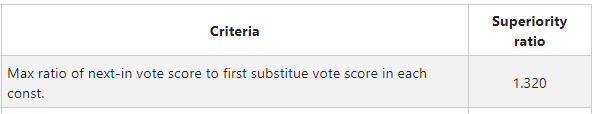 Criteria
Superiority
ratio
Max ratio of next-in vote score to first substitue vote score in each
const.
1.320